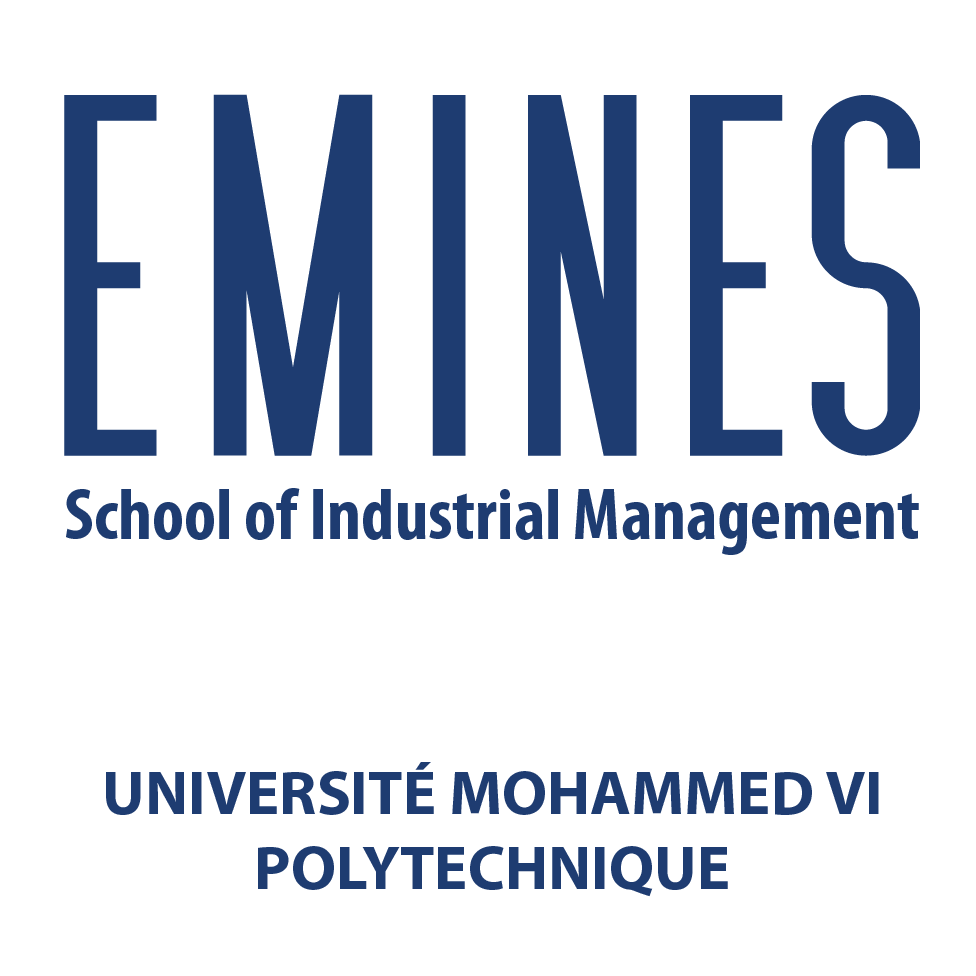 EMINES
School of Industrial Management
UNIVERSITÉ MOHAMMED VI
POLYTECHNIQUE